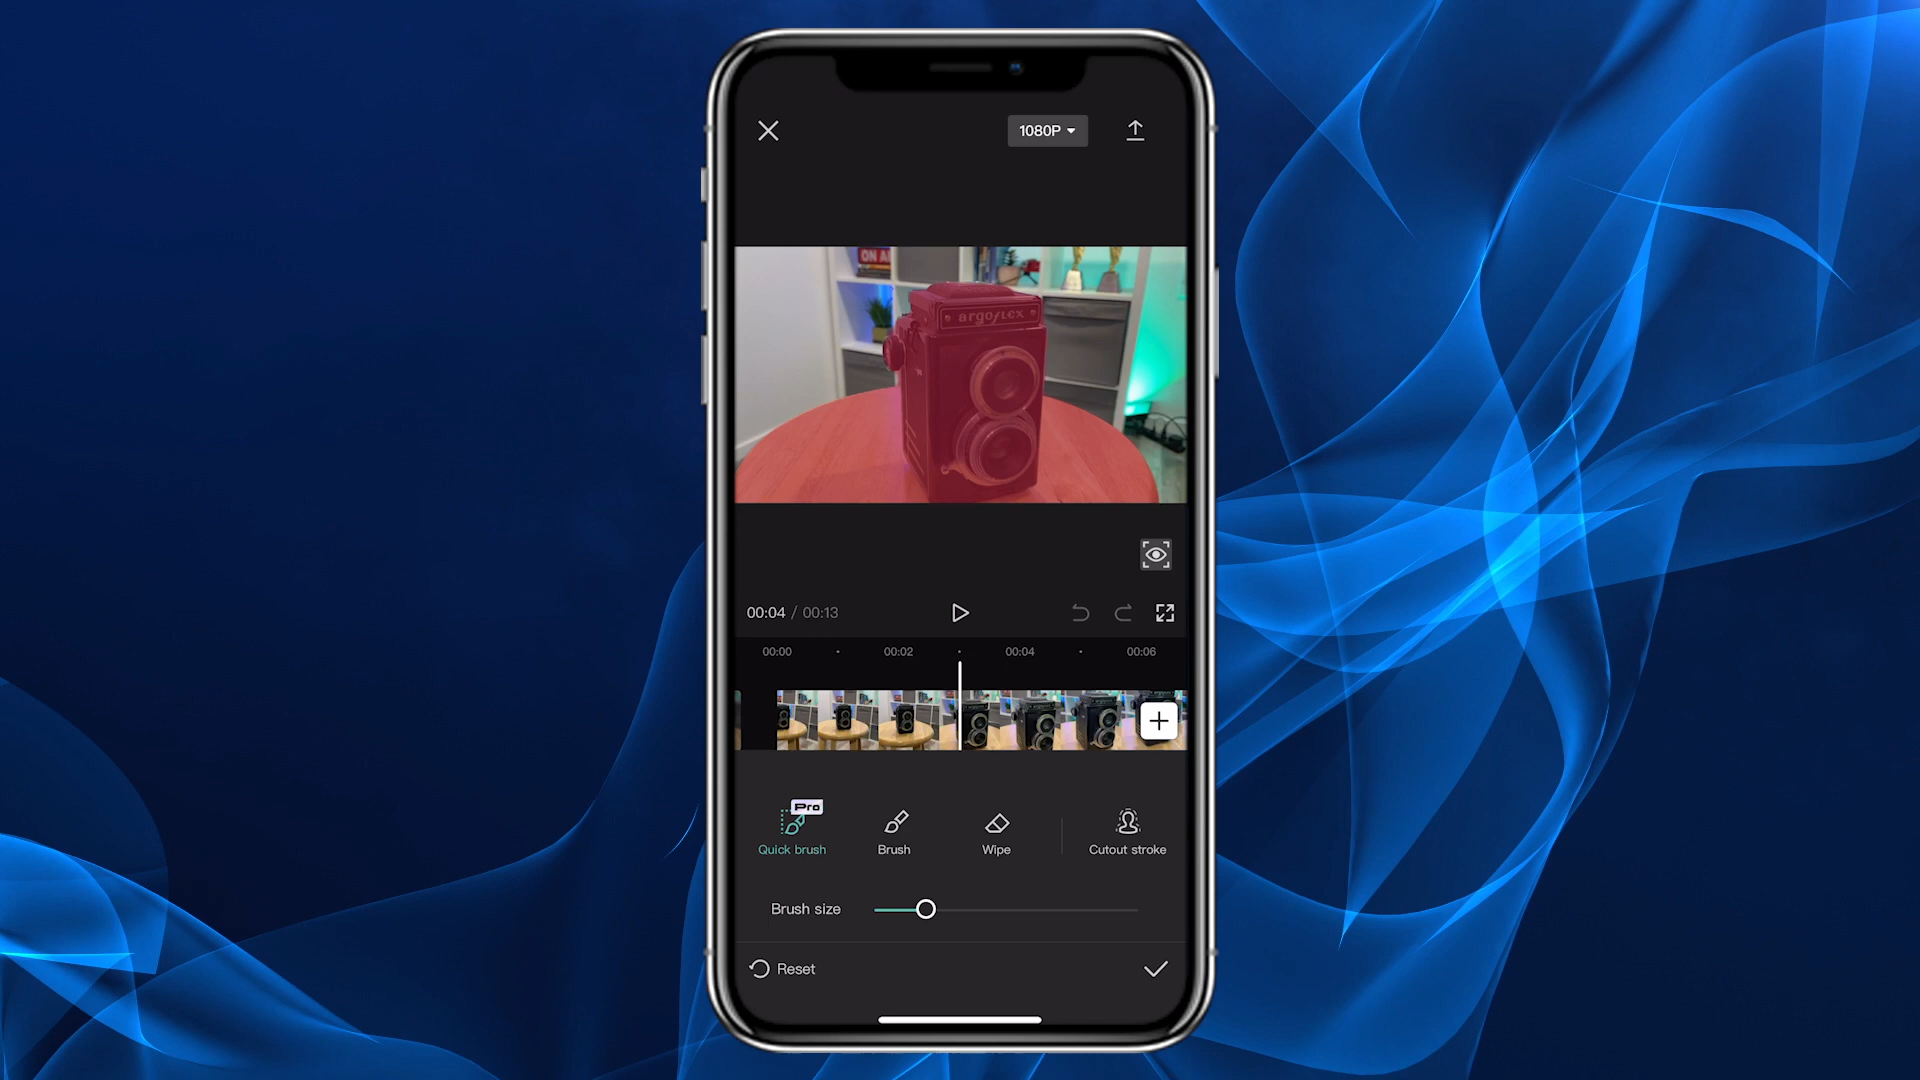 1080P
ON A
argoflex
00:04 / 00:13
00:00 00:02 00:04 00:06
Pro
Quick brush Brush Wipe Cutout stroke
Brush size
Reset